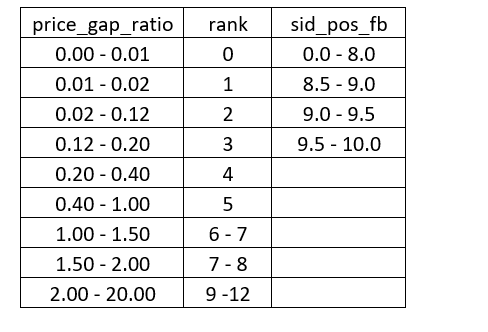 price_gap_ratio rank sid_pos_fb
0.00 - 0.01 0 0.0 - 8.0
0.01 - 0.02 1 8.5 - 9.0
0.02 - 0.12 2 9.0 - 9.5
0.12 - 0.20 3 9.5 - 10.0
0.20 - 0.40 4
0.40 - 1.00 5
1.00 - 1.50 6 - 7
1.50 - 2.00 7 - 8
2.00 - 20.00 9 -12